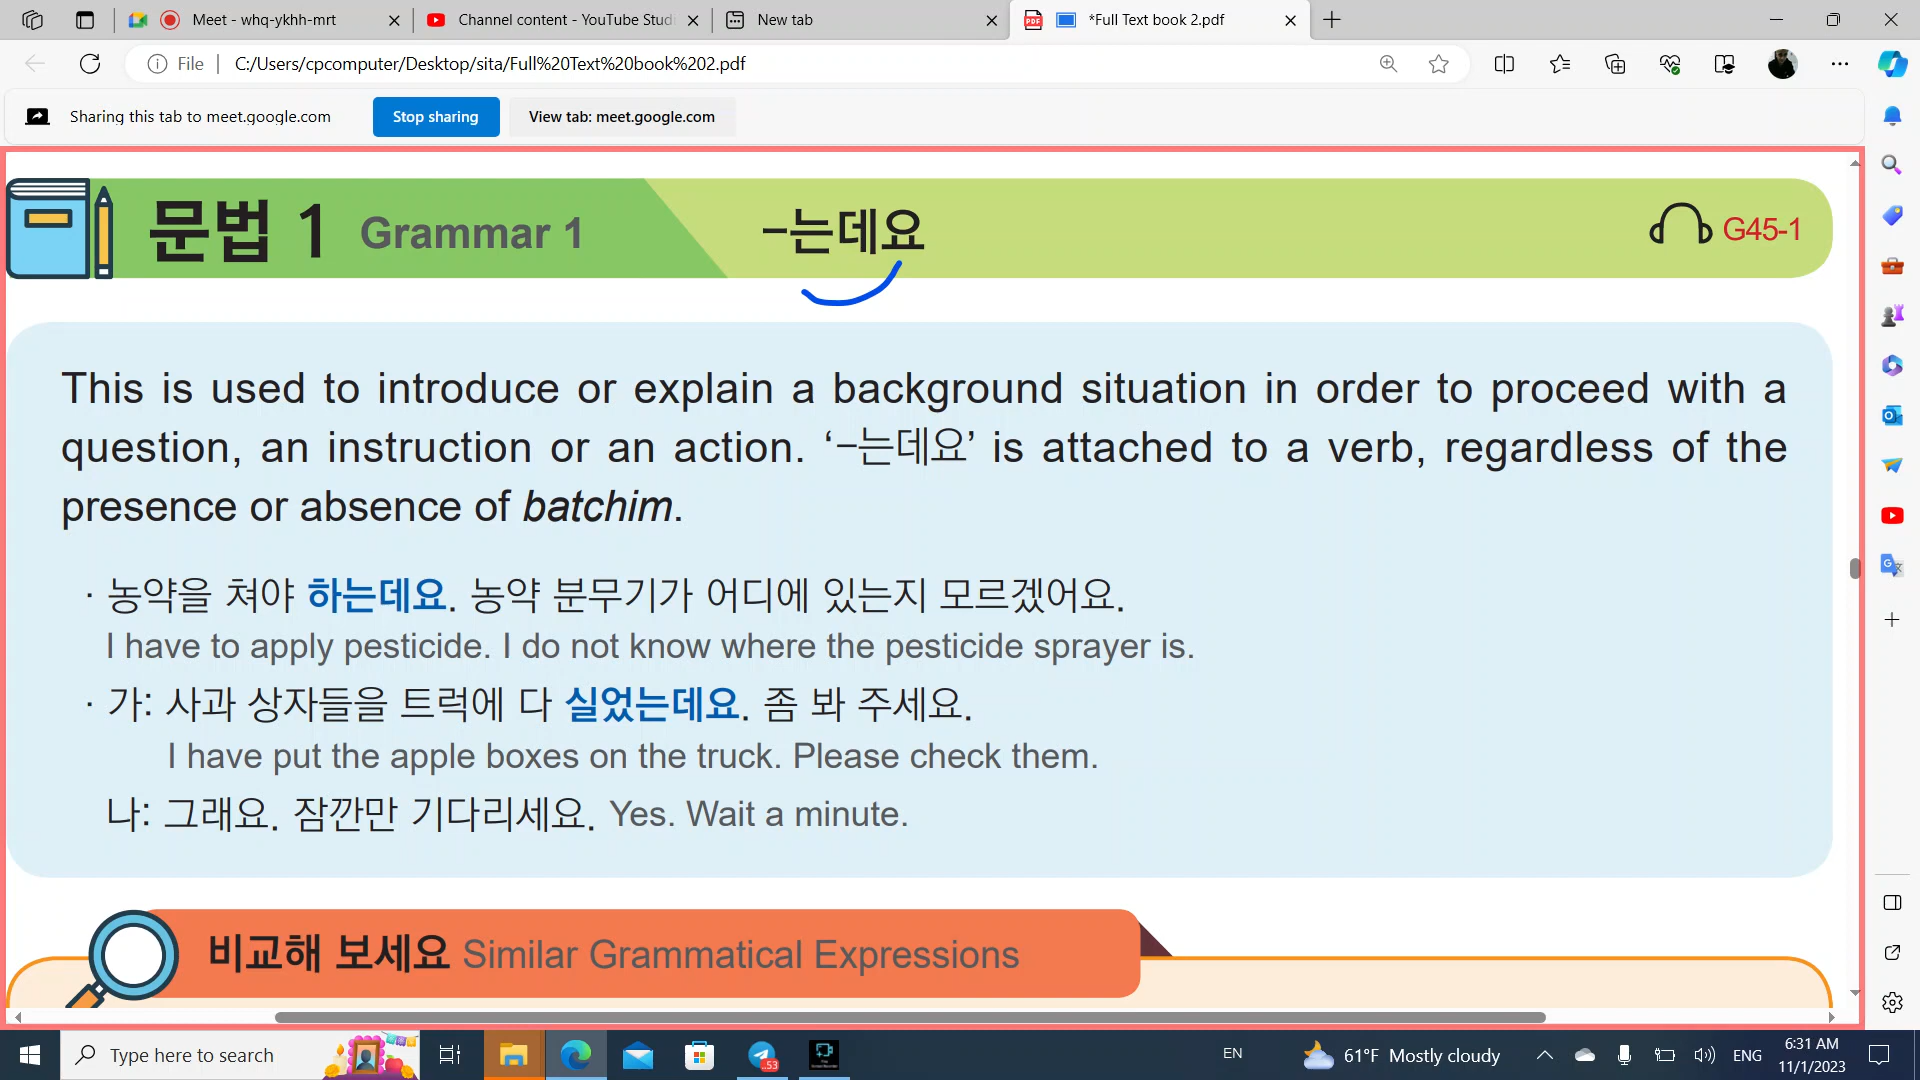 Meet - whq-ykhh-mrt
Channel content - YouTube Studi
New tab
*Full Text book 2.pdf
File
C:/Users/cpcomputer/Desktop/sita/Full%20Text%20book%202.pdf
Sharing this tab to meet.google.com
Stop sharing
View tab: meet.google.com
문법 1 Grammar 1 -는데요 G45-1
This is used to introduce or explain a background situation in order to proceed with a
question, an instruction or an action. ‘-는데요’ is attached to a verb, regardless of the
presence or absence of batchim.
· 농약을 쳐야 하는데요. 농약 분무기가 어디에 있는지 모르겠어요.
I have to apply pesticide. I do not know where the pesticide sprayer is.
· 가: 사과 상자들을 트럭에 다 실었는데요. 좀 봐 주세요.
I have put the apple boxes on the truck. Please check them.
나: 그래요. 잠깐만 기다리세요. Yes. Wait a minute.
비교해 보세요 Similar Grammatical Expressions
Type here to search
.53
EN
61°F Mostly cloudy
ENG
6:31 AM
11/1/2023